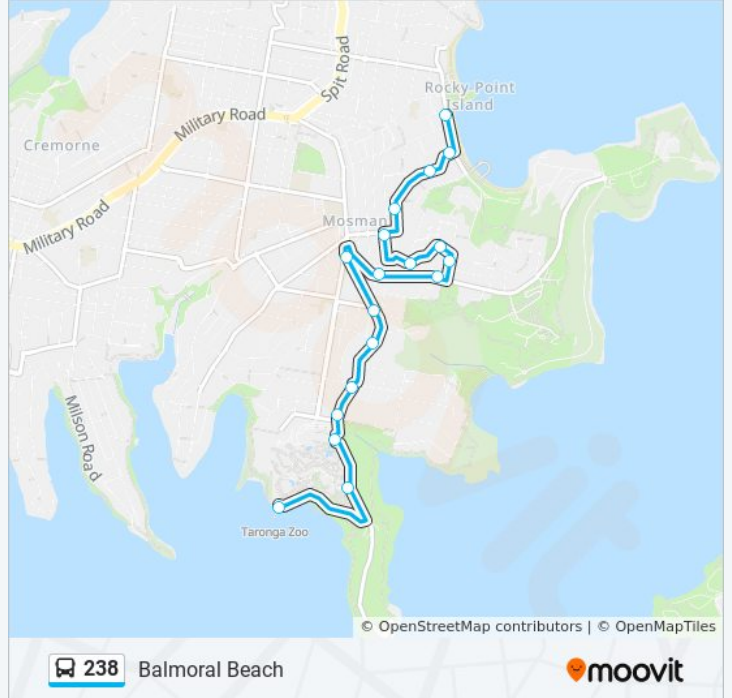 Spit Road
Rocky Point
Island
Military Road
Cremorne
Military Road
Mosman
Milson Road
Taronga Zoo
© OpenStreetMap contributors | © OpenMapTiles
238 Balmoral Beach
moovit